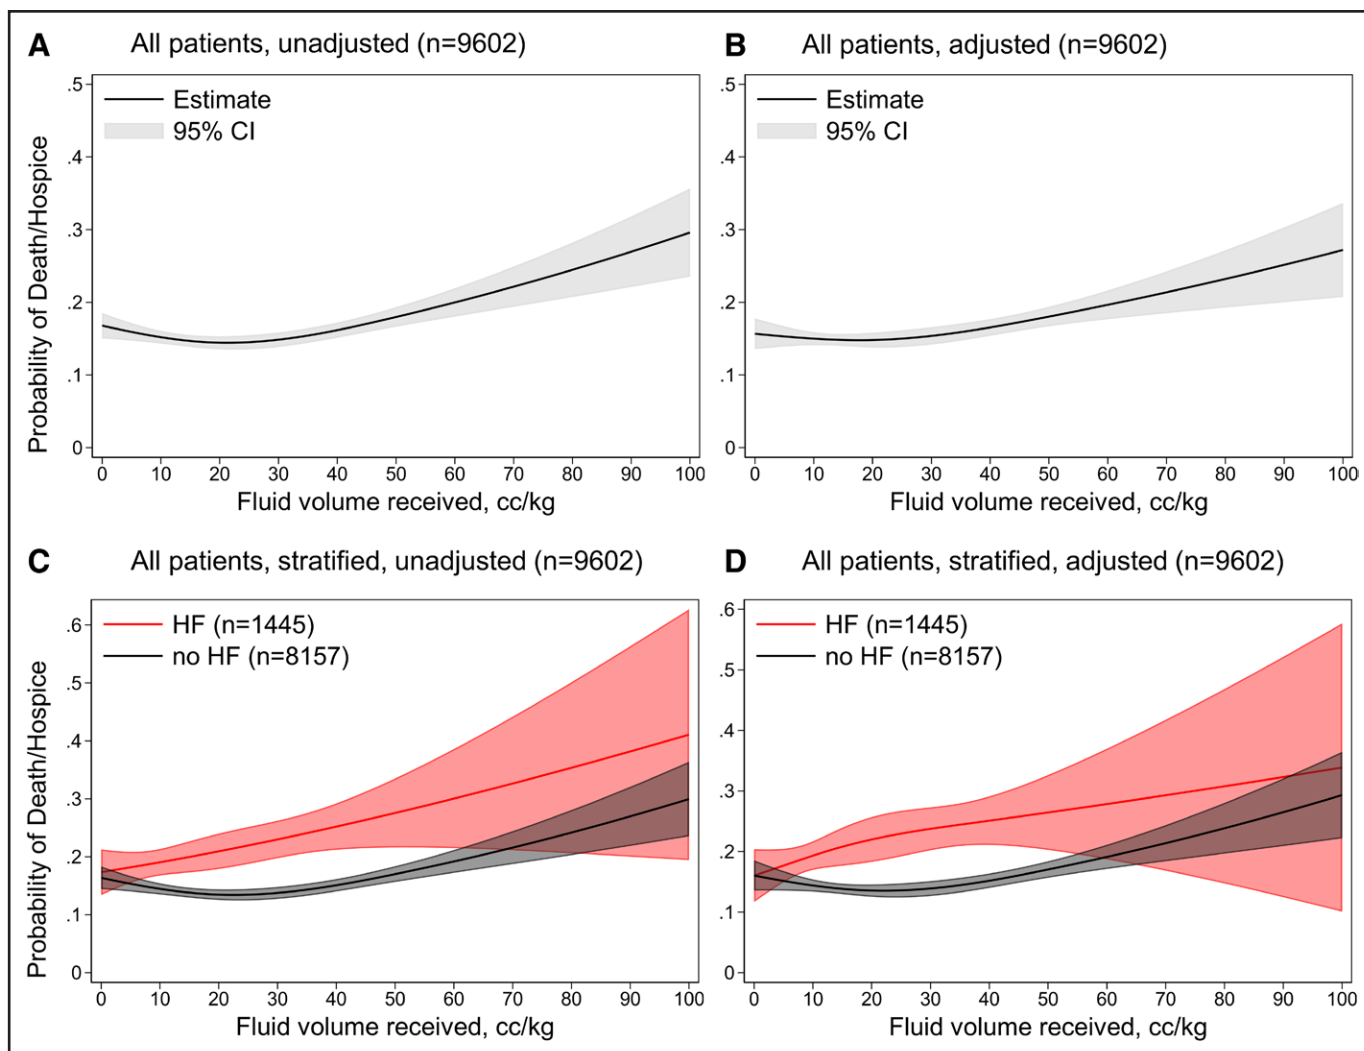 A All patients, unadjusted (n=9602)
Estimate
95% CI
Probability of Death/Hospice
.5
.4
.3
.2
.1
0
0 10 20 30 40 50 60 70 80 90 100
Fluid volume received, cc/kg
B All patients, adjusted (n=9602)
Estimate
95% CI
.5
.4
.3
.2
.1
0
0 10 20 30 40 50 60 70 80 90 100
Fluid volume received, cc/kg
C All patients, stratified, unadjusted (n=9602)
HF (n=1445)
no HF (n=8157)
Probability of Death/Hospice
.6
.5
.4
.3
.2
.1
0
0 10 20 30 40 50 60 70 80 90 100
Fluid volume received, cc/kg
D All patients, stratified, adjusted (n=9602)
HF (n=1445)
no HF (n=8157)
.6
.5
.4
.3
.2
.1
0
0 10 20 30 40 50 60 70 80 90 100
Fluid volume received, cc/kg